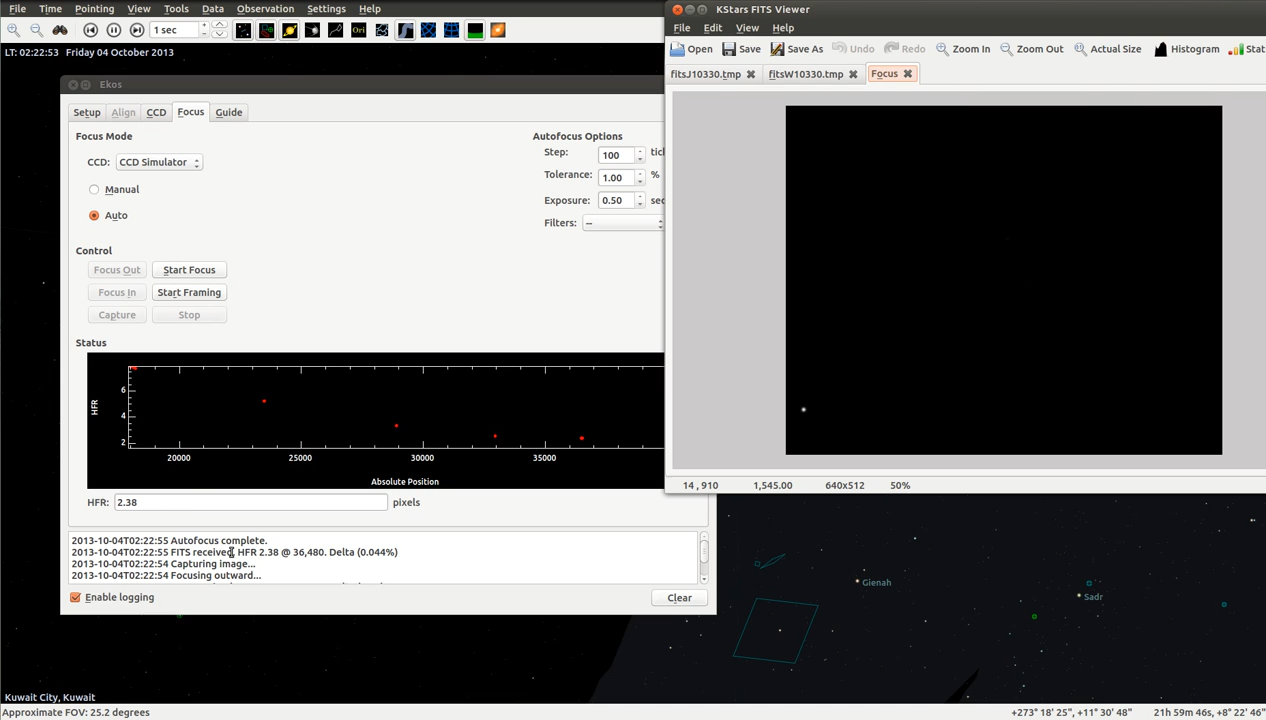 File Time Pointing View Tools Data Observation Settings Help
1 sec
LT: 02:22:53 Friday 04 October 2013
Ekos
Setup Align CCD Focus Guide
Focus Mode
CCD: CCD Simulator
Manual
Auto
Control
Focus Out Start Focus
Focus In Start Framing
Capture Stop
Autofocus Options
Step: 100
Tolerance: 1.00 %
Exposure: 0.50
Filters: --
Status
HFR
6
4
2
20000 25000 30000 35000
Absolute Position
HFR: 2.38 pixels
2013-10-04T02:22:55 Autofocus complete.
2013-10-04T02:22:55 FITS received. HFR 2.38 @ 36,480. Delta (0.044%)
2013-10-04T02:22:54 Capturing image...
2013-10-04T02:22:54 Focusing outward...
Enable logging Clear
KStars FITS Viewer
File Edit View Help
Open Save Save As Undo Redo Zoom In Zoom Out Actual Size Histogram Stat
fitsJ10330.tmp fitsW10330.tmp Focus
14 , 910 1,545.00 640x512 50%
Gienah
Sadr
Kuwait City, Kuwait
Approximate FOV: 25.2 degrees
+273° 18' 25", +11° 30' 48" 21h 59m 46s, +8° 22' 46"